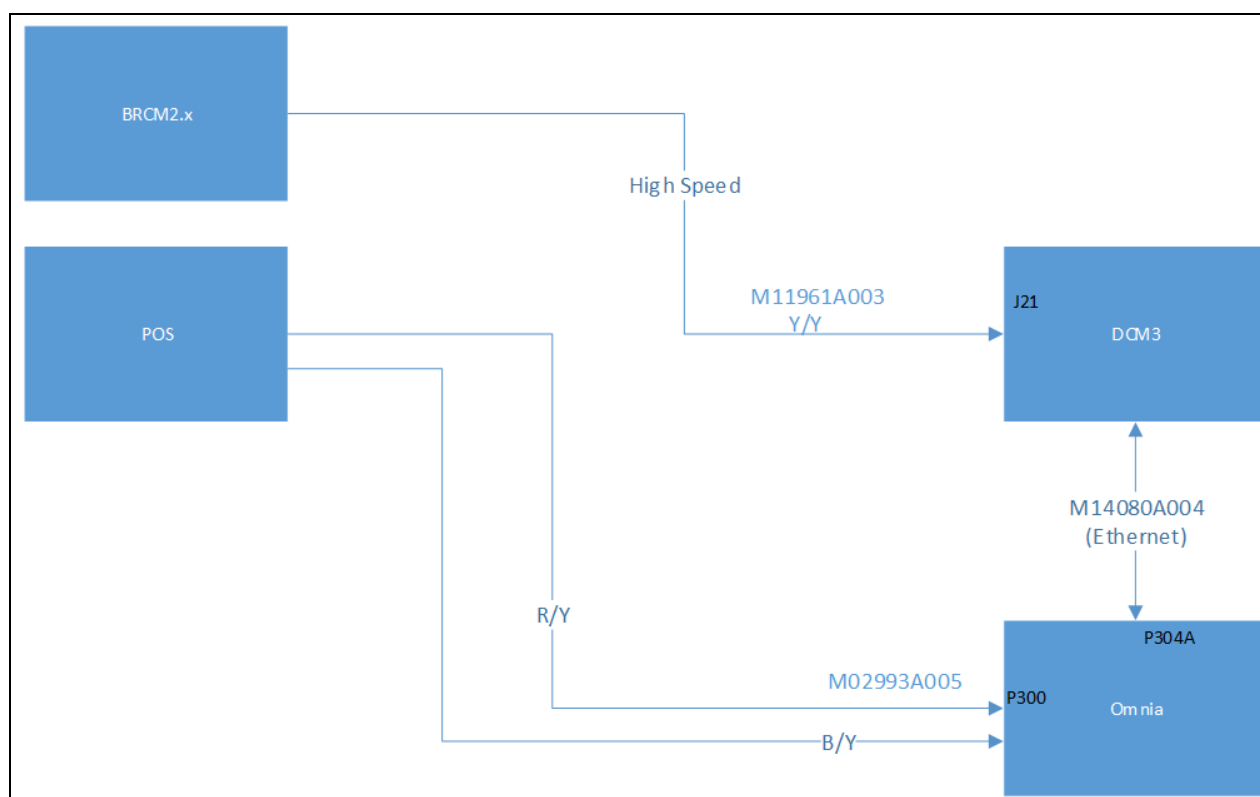 BRCM2.x
High Speed
POS
M11961A003
Y/Y
J21
DCM3
M14080A004
(Ethernet)
R/Y
P304A
M02993A005
P300
Omnia
B/Y